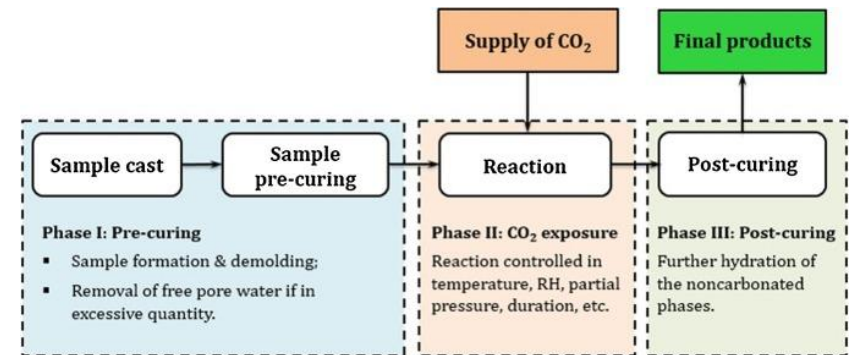 Supply of CO₂
Final products
Sample cast
Sample
pre-curing
Reaction
Post-curing
Phase I: Pre-curing
▪ Sample formation & demolding;
▪ Removal of free pore water if in
excessive quantity.
Phase II: CO₂ exposure
Reaction controlled in
temperature, RH, partial
pressure, duration, etc.
Phase III: Post-curing
Further hydration of
the noncarbonated
phases.